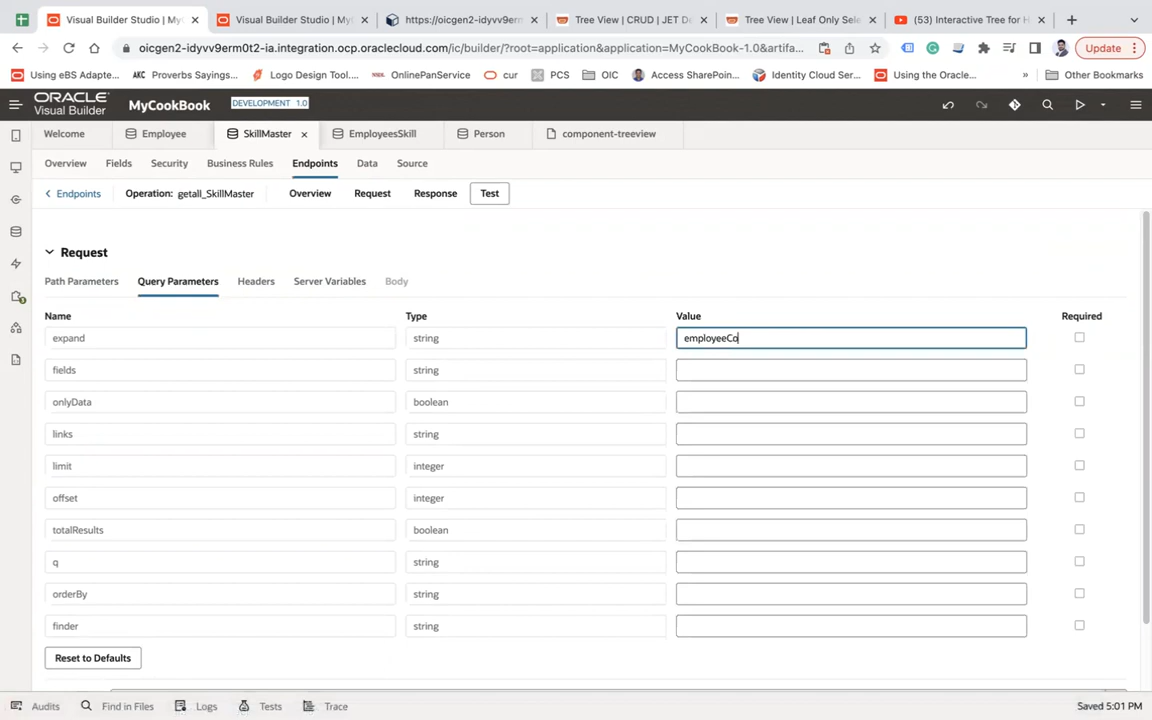 Visual Builder Studio | MyC
Visual Builder Studio | MyC
https://oicgen2-idyvv9erm
Tree View | CRUD | JET De
Tree View | Leaf Only Sele
(53) Interactive Tree for H
oicgen2-idyvv9erm0t2-ia.integration.ocp.oraclecloud.com/ic/builder/?root=application&application=MyCookBook-1.0&artifa...
Update
Using eBS Adapte...
AKC Proverbs Sayings...
Logo Design Tool....
OnlinePanService
cur
PCS
OIC
Access SharePoin...
Identity Cloud Ser...
Using the Oracle...
»
Other Bookmarks
ORACLE
Visual Builder
MyCookBook
DEVELOPMENT 1.0
Welcome
Employee
SkillMaster
EmployeesSkill
Person
component-treeview
Overview
Fields
Security
Business Rules
Endpoints
Data
Source
Endpoints
Operation: getall_SkillMaster
Overview
Request
Response
Test
Request
Path Parameters
Query Parameters
Headers
Server Variables
Body
Name
Type
Value
Required
expand
string
employeeCo
fields
string
onlyData
boolean
links
string
limit
integer
offset
integer
totalResults
boolean
q
string
orderBy
string
finder
string
Reset to Defaults
Audits
Find in Files
Logs
Tests
Trace
Saved 5:01 PM